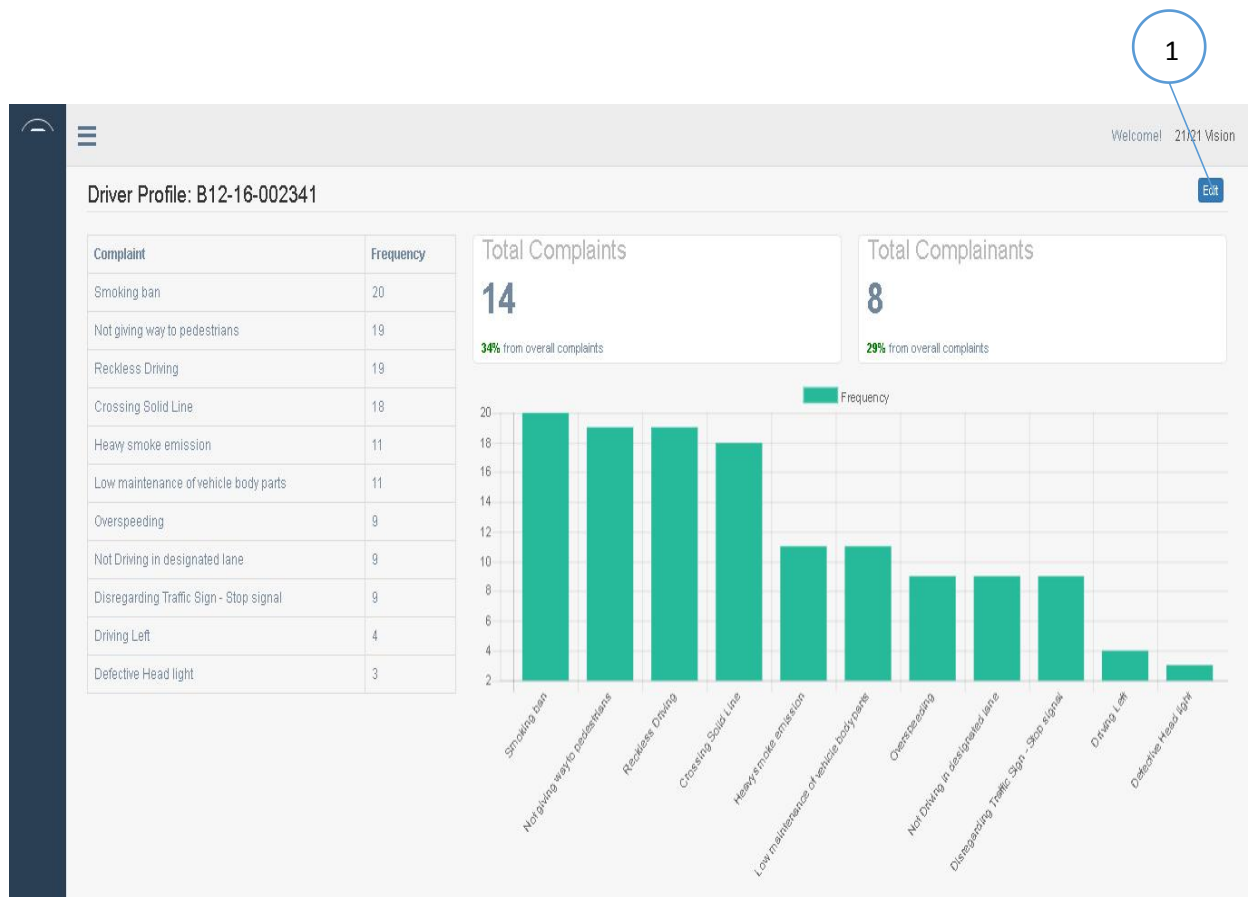 1
Welcome! 21/21 Vision
Driver Profile: B12-16-002341
Edit
Complaint Frequency
Smoking ban 20
Not giving way to pedestrians 19
Reckless Driving 19
Crossing Solid Line 18
Heavy smoke emission 11
Low maintenance of vehicle body parts 11
Overspeeding 9
Not Driving in designated lane 9
Disregarding Traffic Sign - Stop signal 9
Driving Left 4
Defective Head light 3
Total Complaints
14
34% from overall complaints
Total Complainants
8
29% from overall complaints
Frequency
20
18
16
14
12
10
8
6
4
2
Smoking ban
Not giving way to pedestrians
Reckless Driving
Crossing Solid Line
Heavy smoke emission
Low maintenance of vehicle body parts
Overspeeding
Not Driving in designated lane
Disregarding Traffic Sign - Stop signal
Driving Left
Defective Head light